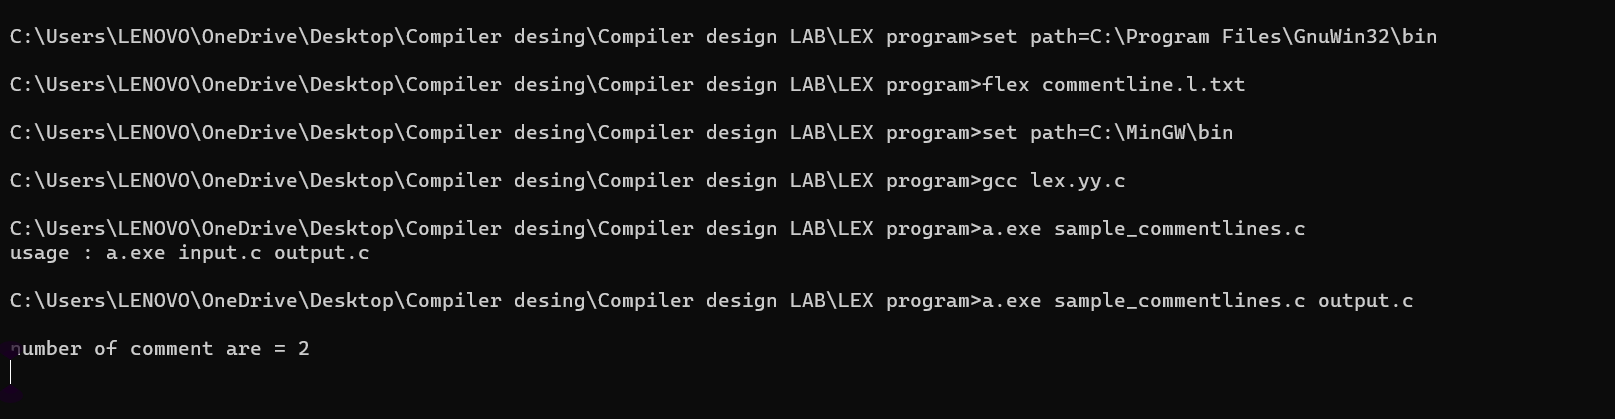 C:\Users\LENOVO\OneDrive\Desktop\Compiler desing\Compiler design LAB\LEX program>set path=C:\Program Files\GnuWin32\bin
C:\Users\LENOVO\OneDrive\Desktop\Compiler desing\Compiler design LAB\LEX program>flex commentline.l.txt
C:\Users\LENOVO\OneDrive\Desktop\Compiler desing\Compiler design LAB\LEX program>set path=C:\MinGW\bin
C:\Users\LENOVO\OneDrive\Desktop\Compiler desing\Compiler design LAB\LEX program>gcc lex.yy.c
C:\Users\LENOVO\OneDrive\Desktop\Compiler desing\Compiler design LAB\LEX program>a.exe sample_commentlines.c
usage : a.exe input.c output.c
C:\Users\LENOVO\OneDrive\Desktop\Compiler desing\Compiler design LAB\LEX program>a.exe sample_commentlines.c output.c
number of comment are = 2